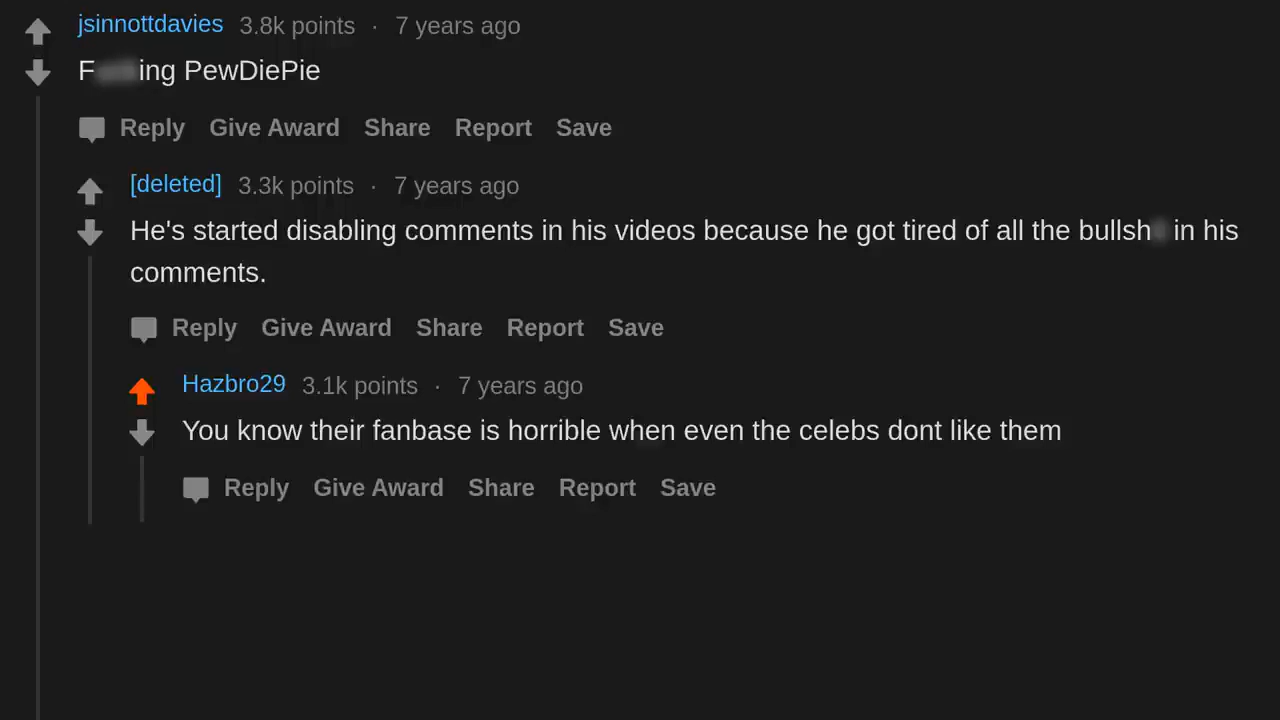 jsinnottdavies 3.8k points · 7 years ago
F ing PewDiePie
Reply Give Award Share Report Save
[deleted] 3.3k points · 7 years ago
He's started disabling comments in his videos because he got tired of all the bullsh in his
comments.
Reply Give Award Share Report Save
Hazbro29 3.1k points · 7 years ago
You know their fanbase is horrible when even the celebs dont like them
Reply Give Award Share Report Save